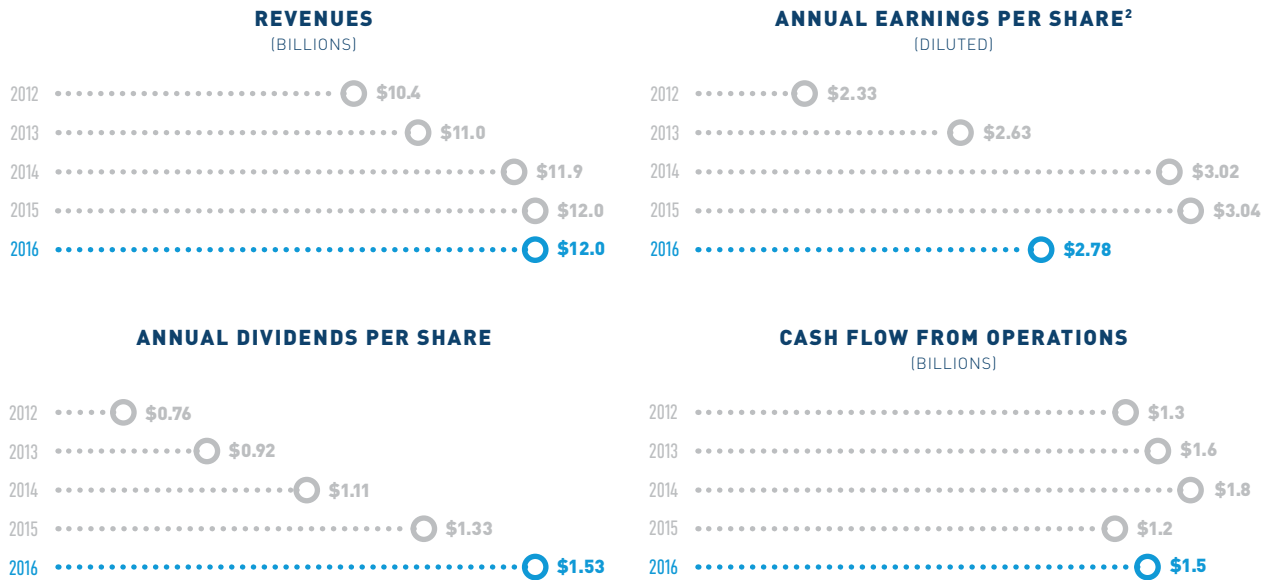 REVENUES
(BILLIONS)
2012 $10.4
2013 $11.0
2014 $11.9
2015 $12.0
2016 $12.0
ANNUAL EARNINGS PER SHARE²
(DILUTED)
2012 $2.33
2013 $2.63
2014 $3.02
2015 $3.04
2016 $2.78
ANNUAL DIVIDENDS PER SHARE
2012 $0.76
2013 $0.92
2014 $1.11
2015 $1.33
2016 $1.53
CASH FLOW FROM OPERATIONS
(BILLIONS)
2012 $1.3
2013 $1.6
2014 $1.8
2015 $1.2
2016 $1.5